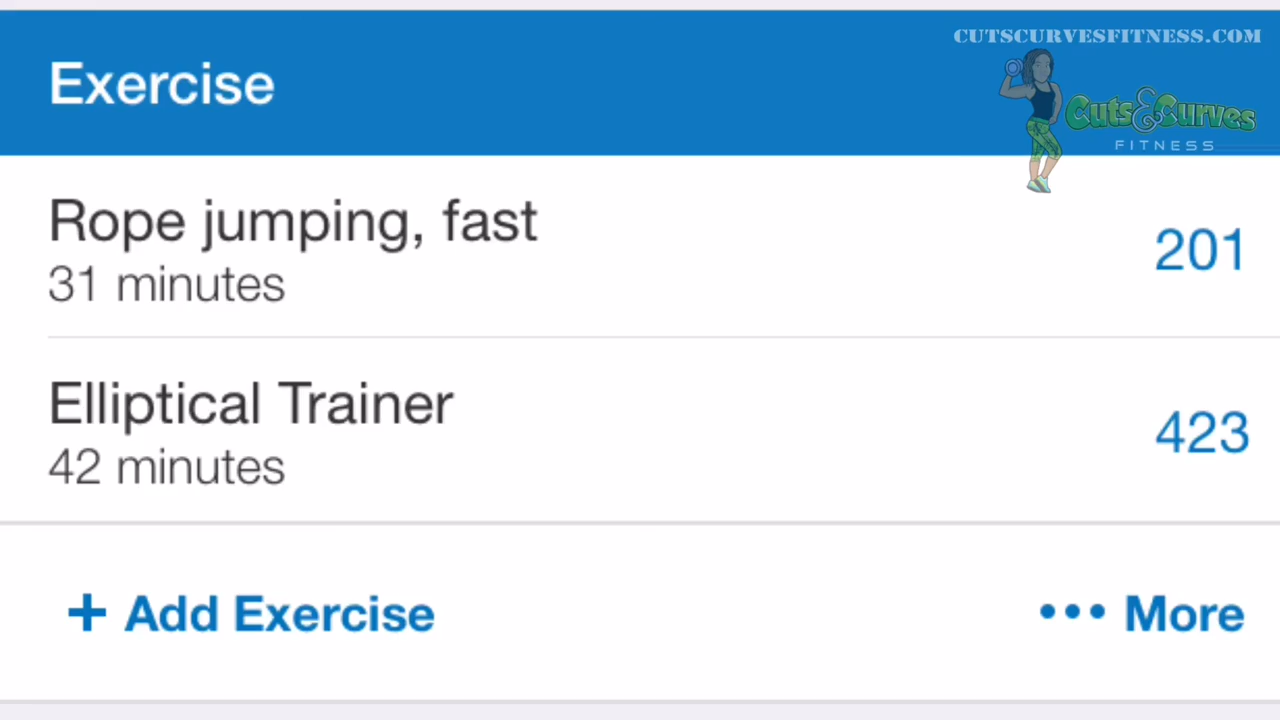 CUTSCURVESFITNESS.COM
Exercise
Cuts&Curves
FITNESS
Rope jumping, fast
201
31 minutes
Elliptical Trainer
423
42 minutes
+ Add Exercise
••• More